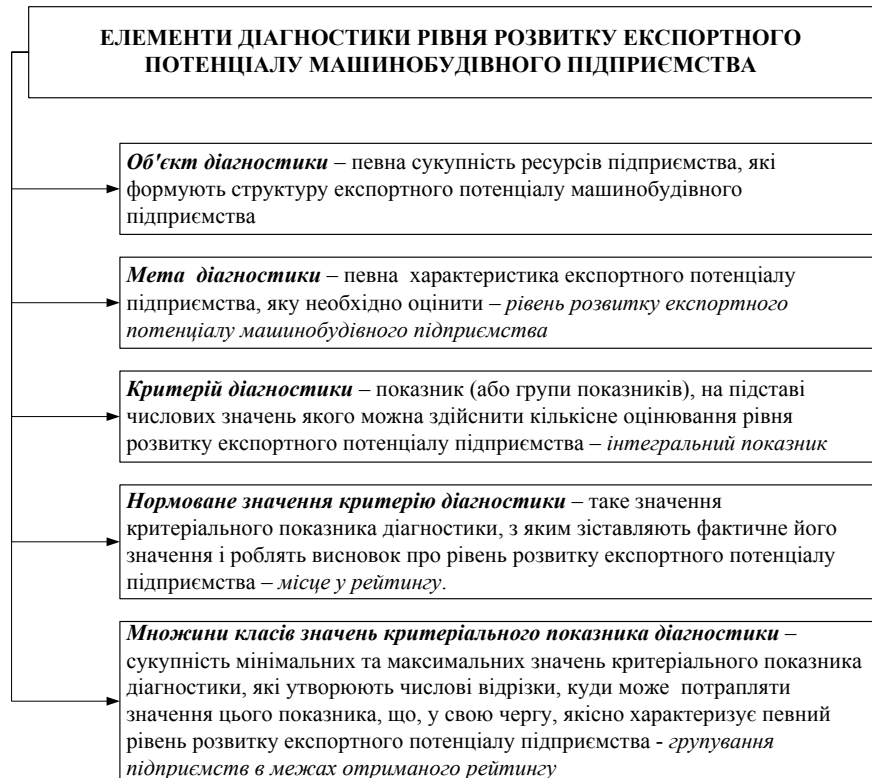 ЕЛЕМЕНТИ ДІАГНОСТИКИ РІВНЯ РОЗВИТКУ ЕКСПОРТНОГО
ПОТЕНЦІАЛУ МАШИНОБУДІВНОГО ПІДПРИЄМСТВА
Об'єкт діагностики – певна сукупність ресурсів підприємства, які
формують структуру експортного потенціалу машинобудівного
підприємства
Мета діагностики – певна характеристика експортного потенціалу
підприємства, яку необхідно оцінити – рівень розвитку експортного
потенціалу машинобудівного підприємства
Критерій діагностики – показник (або групи показників), на підставі
числових значень якого можна здійснити кількісне оцінювання рівня
розвитку експортного потенціалу підприємства – інтегральний показник
Нормоване значення критерію діагностики – таке значення
критеріального показника діагностики, з яким зіставляють фактичне його
значення і роблять висновок про рівень розвитку експортного потенціалу
підприємства – місце у рейтингу.
Множини класів значень критеріального показника діагностики –
сукупність мінімальних та максимальних значень критеріального показника
діагностики, які утворюють числові відрізки, куди може потрапляти
значення цього показника, що, у свою чергу, якісно характеризує певний
рівень розвитку експортного потенціалу підприємства - групування
підприємств в межах отриманого рейтингу